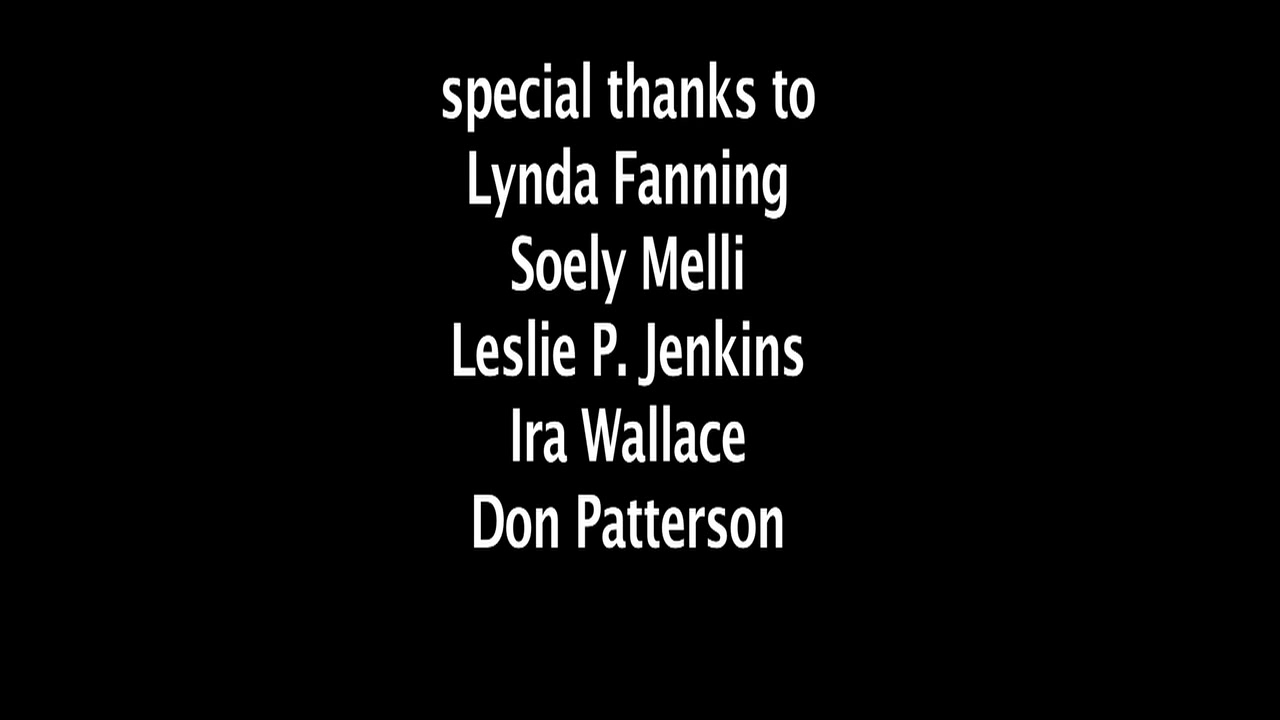 special thanks to
Lynda Fanning
Soely Melli
Leslie P. Jenkins
Ira Wallace
Don Patterson